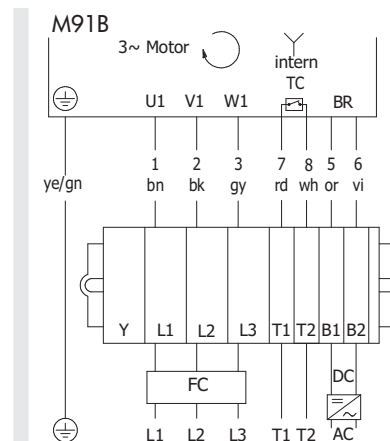 M91B
3~ Motor
intern
TC
U1 V1 W1 BR
1 2 3 7 8 5 6
ye/gn bn bk gy rd wh or vi
Y L1 L2 L3 T1 T2 B1 B2
FC DC
L1 L2 L3 T1 T2 AC